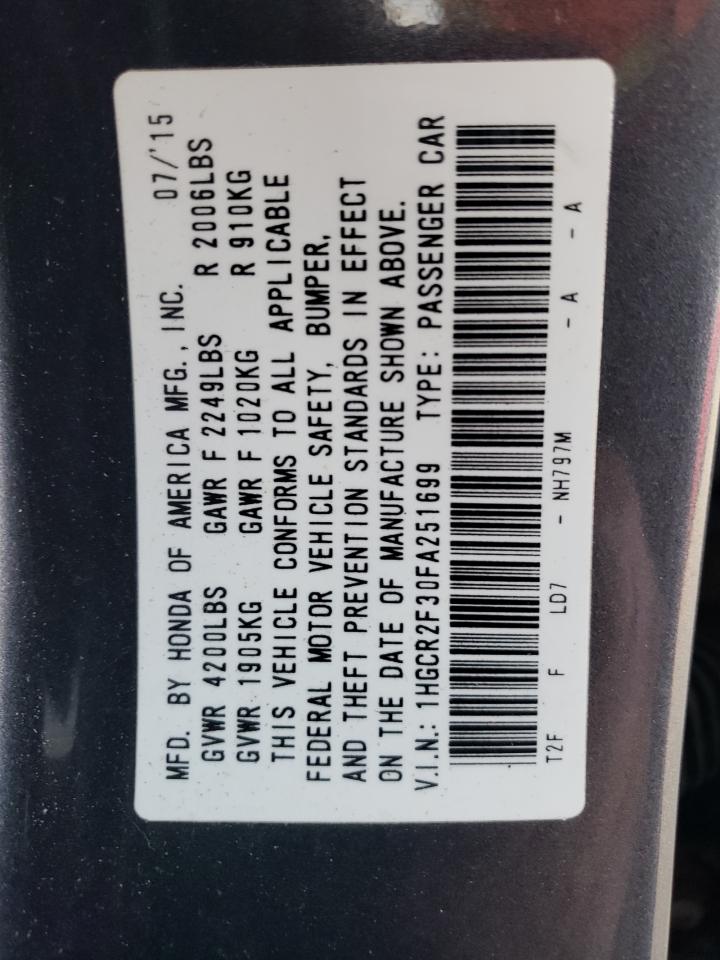 MFD. BY HONDA OF AMERICA MFG., INC. 07/'15
GVWR 4200LBS GAWR F 2249LBS R 2006LBS
GVWR 1905KG GAWR F 1020KG R 910KG
THIS VEHICLE CONFORMS TO ALL APPLICABLE
FEDERAL MOTOR VEHICLE SAFETY, BUMPER,
AND THEFT PREVENTION STANDARDS IN EFFECT
ON THE DATE OF MANUFACTURE SHOWN ABOVE.
V.I.N.: 1HGCR2F30FA251699 TYPE: PASSENGER CAR
T2F F LD7 - NH797M - A - A